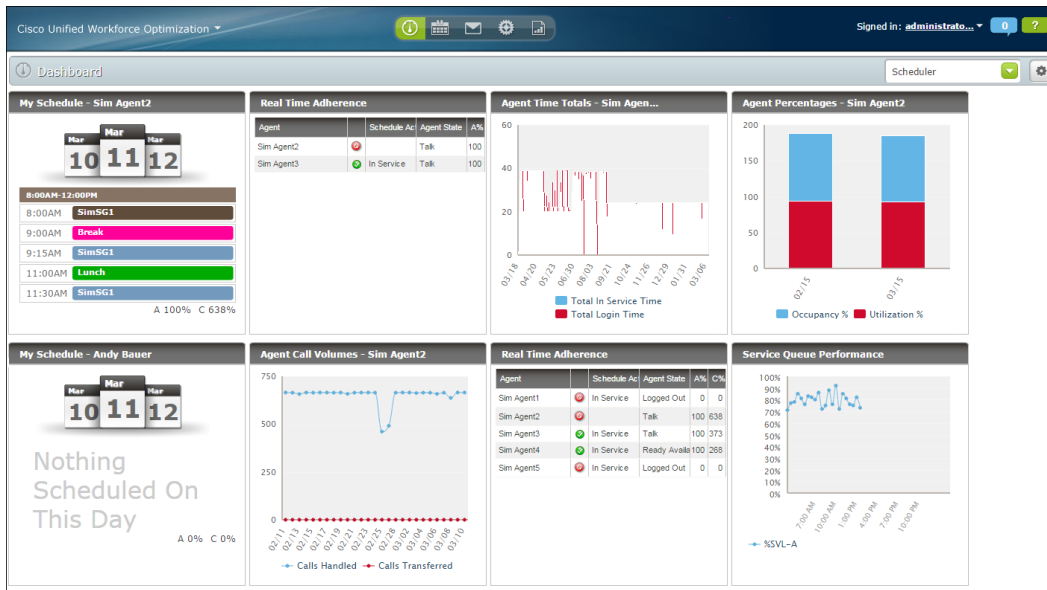 Cisco Unified Workforce Optimization
Signed in: administrato...
0
?
Dashboard
Scheduler
My Schedule - Sim Agent2
Mar 10
Mar 11
Mar 12
8:00AM-12:00PM
8:00AM SimSG1
9:00AM Break
9:15AM SimSG1
11:00AM Lunch
11:30AM SimSG1
A 100% C 638%
Real Time Adherence
Agent Schedule Act Agent State A%
Sim Agent2 Talk 100
Sim Agent3 In Service Talk 100
Agent Time Totals - Sim Agen...
60
40
20
0
03/18 04/20 05/23 06/30 08/03 09/21 10/24 11/26 12/29 01/31 03/06
Total In Service Time
Total Login Time
Agent Percentages - Sim Agent2
200
150
100
50
0
02/15 03/15
Occupancy % Utilization %
My Schedule - Andy Bauer
Mar 10
Mar 11
Mar 12
Nothing
Scheduled On
This Day
A 0% C 0%
Agent Call Volumes - Sim Agent2
750
500
250
0
02/11 02/13 02/15 02/17 02/19 02/21 02/23 02/25 02/28 03/02 03/04 03/06 03/08 03/10
Calls Handled Calls Transferred
Real Time Adherence
Agent Schedule Act Agent State A% C%
Sim Agent1 In Service Logged Out 0 0
Sim Agent2 Talk 100 638
Sim Agent3 In Service Talk 100 373
Sim Agent4 In Service Ready Availa 100 268
Sim Agent5 In Service Logged Out 0 0
Service Queue Performance
100%
90%
80%
70%
60%
50%
40%
30%
20%
10%
0%
7:00 AM 10:00 AM 1:00 PM 4:00 PM 7:00 PM 10:00 PM
%SVL-A